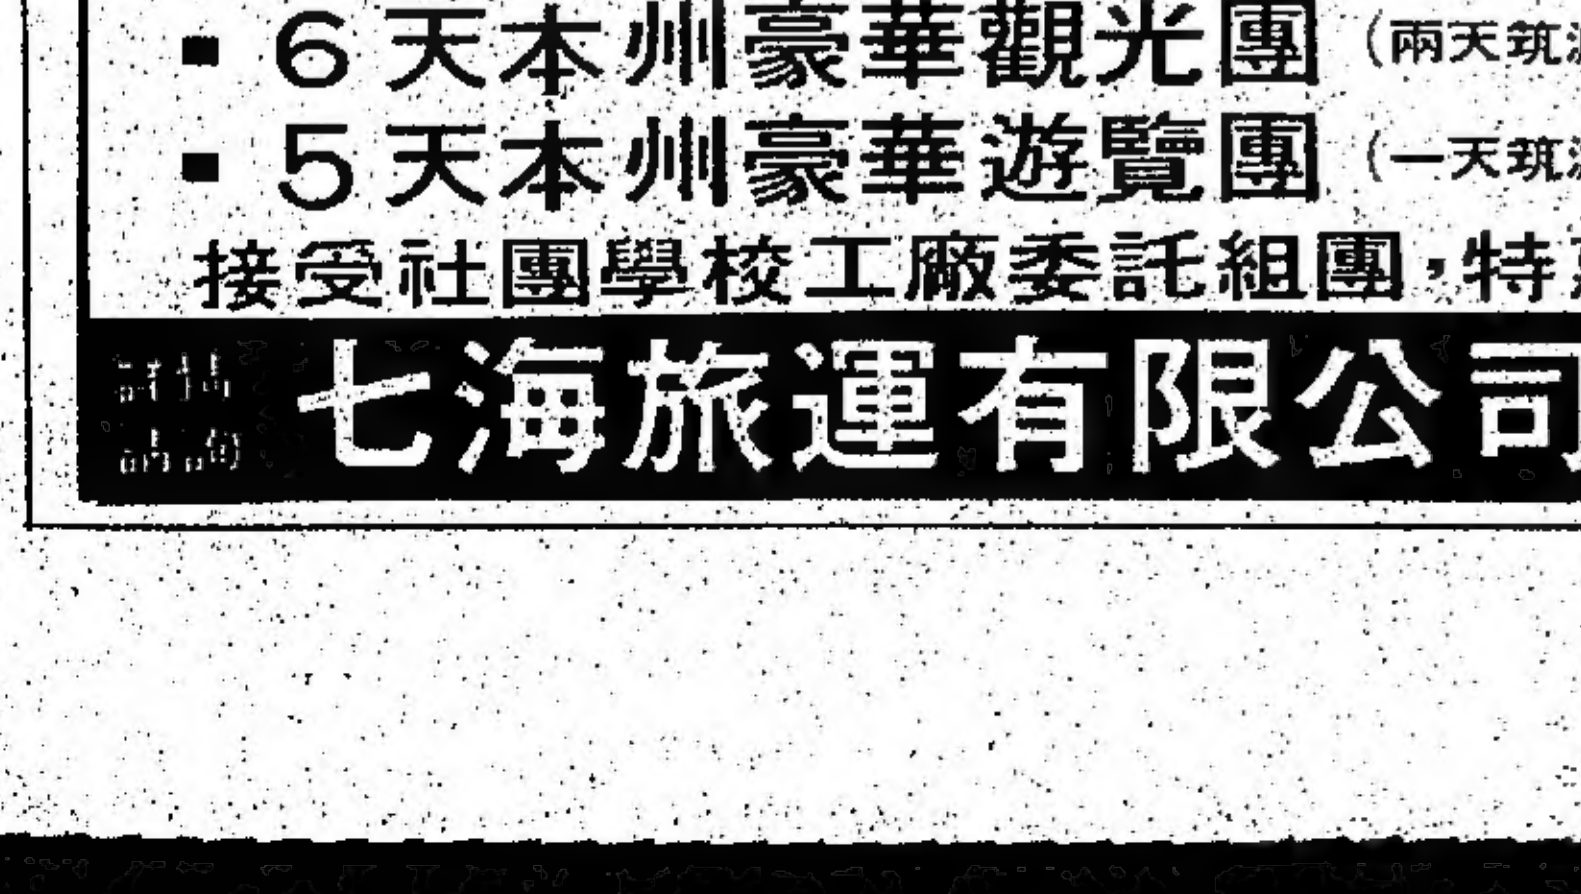 ▪ 6天本州豪華觀光團 (兩天筑
▪ 5天本州豪華遊覽團 (一天筑
接受社團學校工廠委託組團，特
七海旅運有限公司